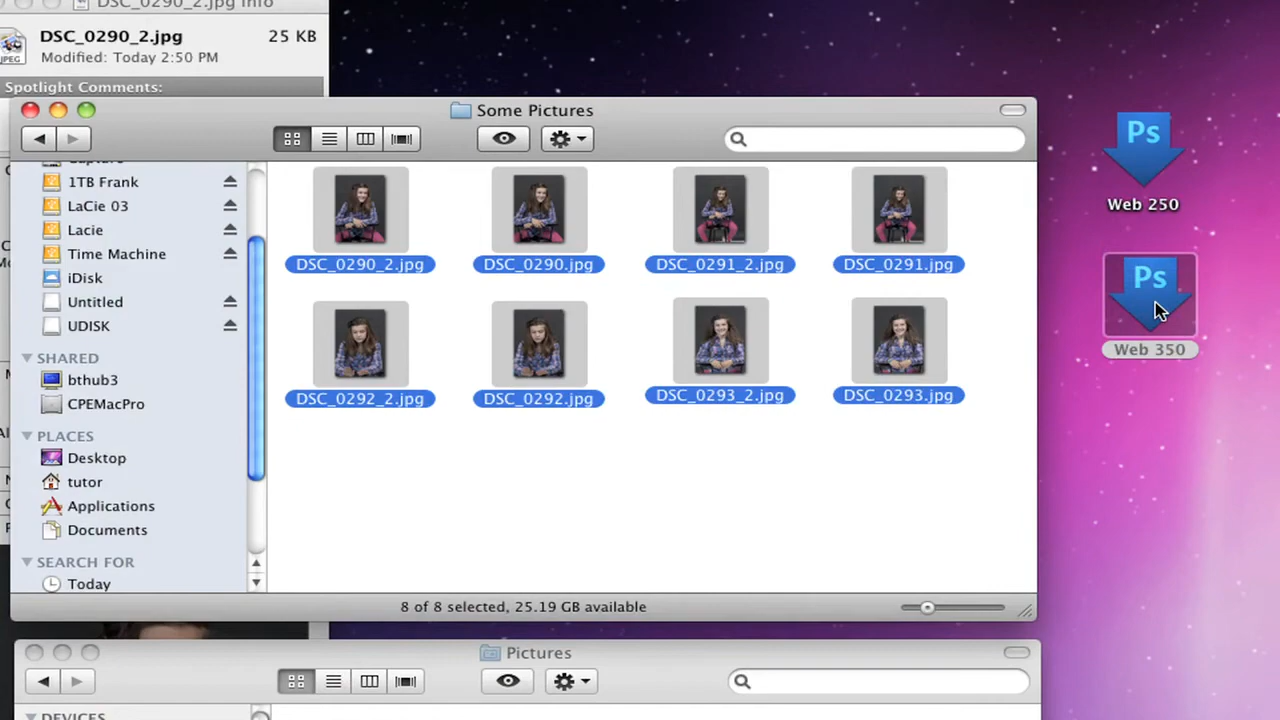 DSC_0290_2.jpg Info
DSC_0290_2.jpg 25 KB
Modified: Today 2:50 PM
JPEG
Spotlight Comments:
Some Pictures
1TB Frank
LaCie 03
Lacie
Time Machine
iDisk
Untitled
UDISK
SHARED
bthub3
CPEMacPro
PLACES
Desktop
tutor
Applications
Documents
SEARCH FOR
Today
DSC_0290_2.jpg
DSC_0290.jpg
DSC_0291_2.jpg
DSC_0291.jpg
DSC_0292_2.jpg
DSC_0292.jpg
DSC_0293_2.jpg
DSC_0293.jpg
8 of 8 selected, 25.19 GB available
Ps
Web 250
Ps
Web 350
Pictures
DEVICES